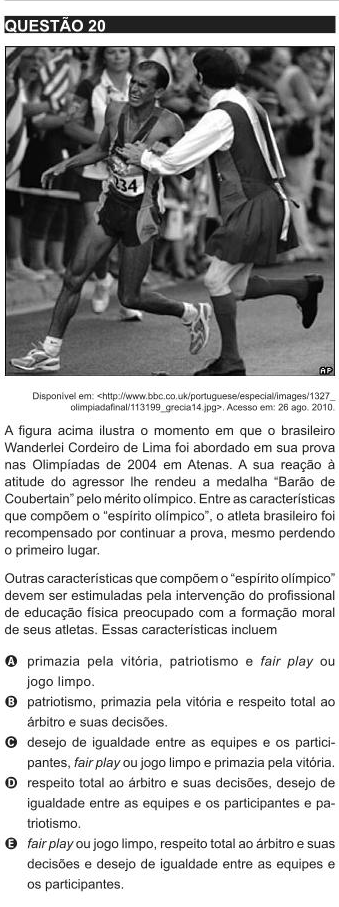 QUESTÃO 20
134
AP
Disponível em: <http://www.bbc.co.uk/portuguese/especial/images/1327_
olimpiadafinal/113199_grecia14.jpg>. Acesso em: 26 ago. 2010.
A figura acima ilustra o momento em que o brasileiro
Wanderlei Cordeiro de Lima foi abordado em sua prova
nas Olimpíadas de 2004 em Atenas. A sua reação à
atitude do agressor lhe rendeu a medalha “Barão de
Coubertain” pelo mérito olímpico. Entre as características
que compõem o “espírito olímpico”, o atleta brasileiro foi
recompensado por continuar a prova, mesmo perdendo
o primeiro lugar.
Outras características que compõem o “espírito olímpico”
devem ser estimuladas pela intervenção do profissional
de educação física preocupado com a formação moral
de seus atletas. Essas características incluem
A primazia pela vitória, patriotismo e fair play ou
jogo limpo.
B patriotismo, primazia pela vitória e respeito total ao
árbitro e suas decisões.
C desejo de igualdade entre as equipes e os partici-
pantes, fair play ou jogo limpo e primazia pela vitória.
D respeito total ao árbitro e suas decisões, desejo de
igualdade entre as equipes e os participantes e pa-
triotismo.
E fair play ou jogo limpo, respeito total ao árbitro e suas
decisões e desejo de igualdade entre as equipes e
os participantes.